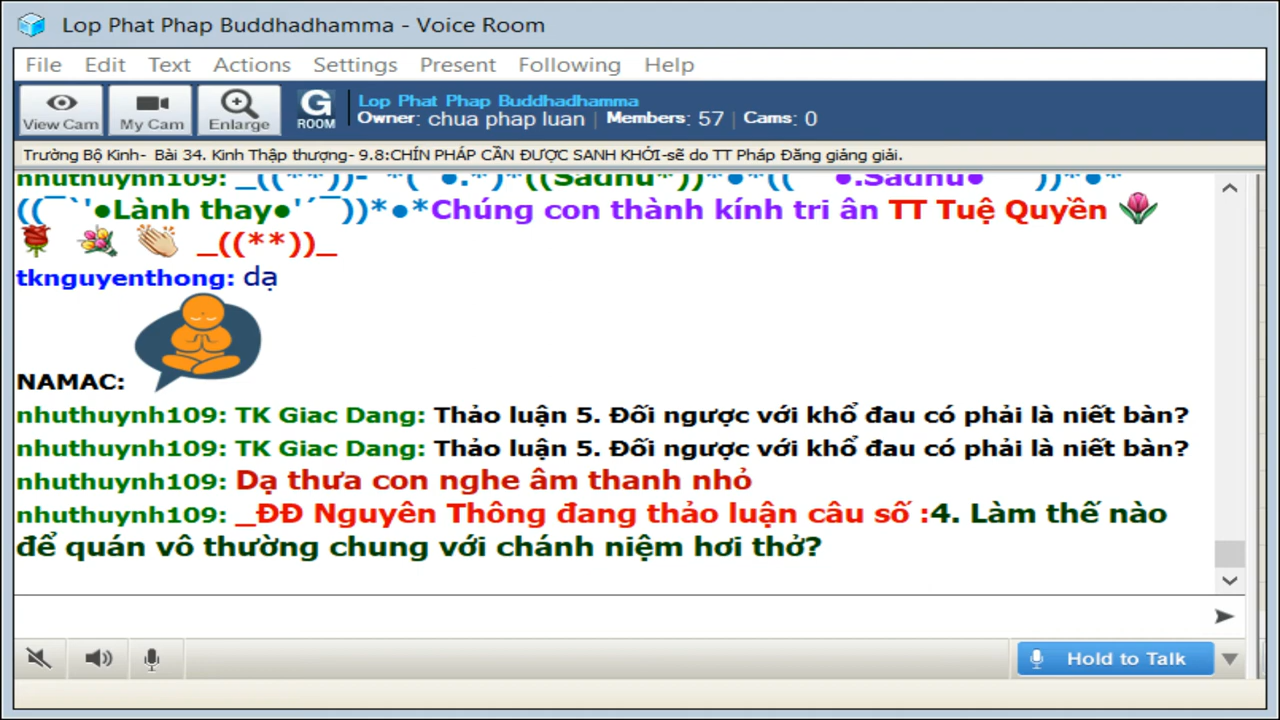 Lop Phat Phap Buddhadhamma - Voice Room
File Edit Text Actions Settings Present Following Help
View Cam My Cam Enlarge G ROOM
Lop Phat Phap Buddhadhamma
Owner: chua phap luan | Members: 57 | Cams: 0
Trường Bộ Kinh- Bài 34. Kinh Thập thượng- 9.8:CHÍN PHÁP CẦN ĐƯỢC SANH KHỞI-sẽ do TT Pháp Đăng giảng giải.
nhuthuynh109: _((**))- *(¯●.*)*((Sadhu*))*●*((¯ ●.Sadhu● ¯))*●*
((¯`'●Lành thay●'´¯))*●*Chúng con thành kính tri ân TT Tuệ Quyền
_((**))_
tknguyenthong: dạ
NAMAC:
nhuthuynh109: TK Giac Dang: Thảo luận 5. Đối ngược với khổ đau có phải là niết bàn?
nhuthuynh109: TK Giac Dang: Thảo luận 5. Đối ngược với khổ đau có phải là niết bàn?
nhuthuynh109: Dạ thưa con nghe âm thanh nhỏ
nhuthuynh109: _ĐĐ Nguyên Thông đang thảo luận câu số :4. Làm thế nào
để quán vô thường chung với chánh niệm hơi thở?
Hold to Talk